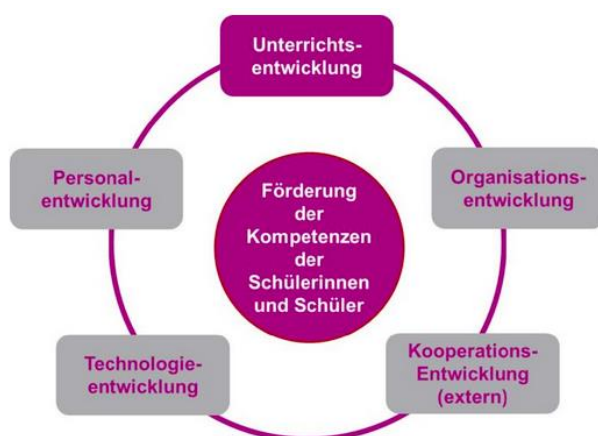 Unterrichts-
entwicklung
Personal-
entwicklung
Organisations-
entwicklung
Förderung
der
Kompetenzen
der
Schülerinnen
und Schüler
Technologie-
entwicklung
Kooperations-
Entwicklung
(extern)